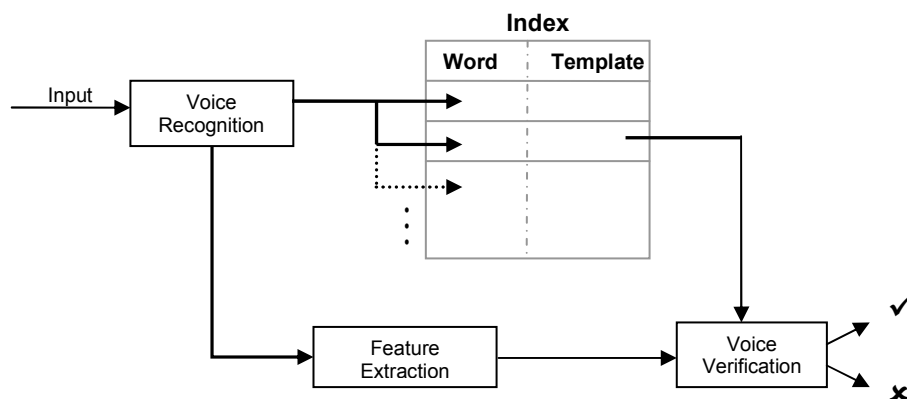 Index
Word Template
Input
Voice
Recognition
Feature
Extraction
Voice
Verification